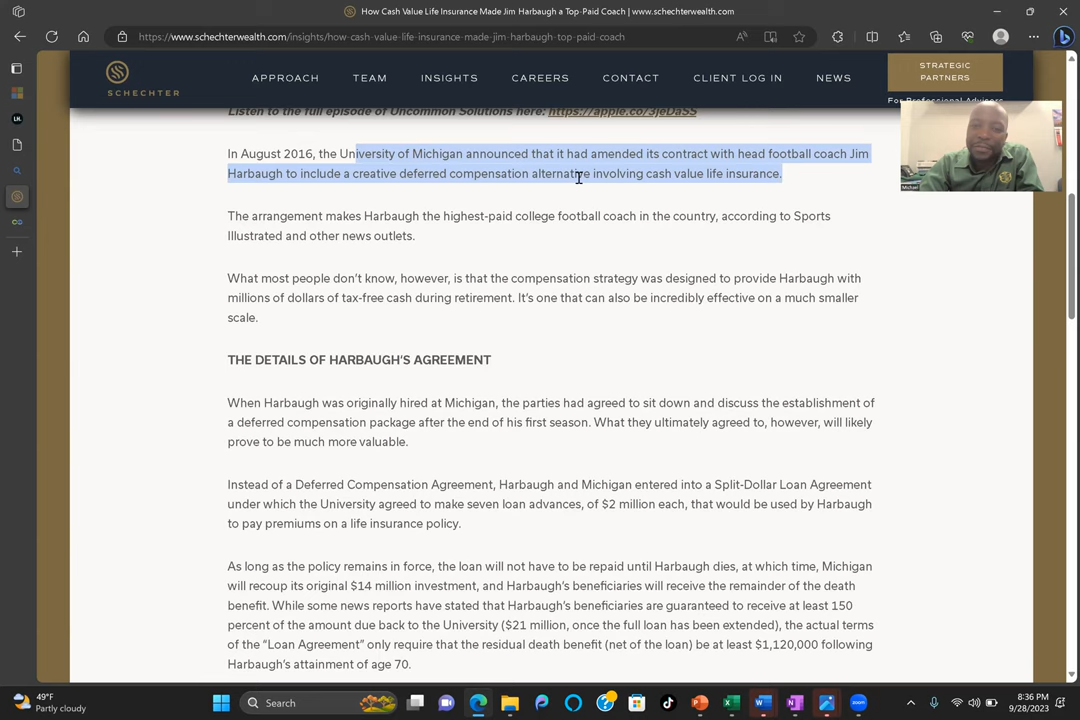 How Cash Value Life Insurance Made Jim Harbaugh a Top-Paid Coach | www.schechterwealth.com
https://www.schechterwealth.com/insights/how-cash-value-life-insurance-made-jim-harbaugh-top-paid-coach
SCHECHTER
APPROACH TEAM INSIGHTS CAREERS CONTACT CLIENT LOG IN NEWS
STRATEGIC
PARTNERS
For Professional Advisors
Listen to the full episode of Uncommon Solutions here: https://apple.co/3jeDaSS
In August 2016, the University of Michigan announced that it had amended its contract with head football coach Jim
Harbaugh to include a creative deferred compensation alternative involving cash value life insurance.
The arrangement makes Harbaugh the highest-paid college football coach in the country, according to Sports
Illustrated and other news outlets.
What most people don’t know, however, is that the compensation strategy was designed to provide Harbaugh with
millions of dollars of tax-free cash during retirement. It’s one that can also be incredibly effective on a much smaller
scale.
THE DETAILS OF HARBAUGH’S AGREEMENT
When Harbaugh was originally hired at Michigan, the parties had agreed to sit down and discuss the establishment of
a deferred compensation package after the end of his first season. What they ultimately agreed to, however, will likely
prove to be much more valuable.
Instead of a Deferred Compensation Agreement, Harbaugh and Michigan entered into a Split-Dollar Loan Agreement
under which the University agreed to make seven loan advances, of $2 million each, that would be used by Harbaugh
to pay premiums on a life insurance policy.
As long as the policy remains in force, the loan will not have to be repaid until Harbaugh dies, at which time, Michigan
will recoup its original $14 million investment, and Harbaugh’s beneficiaries will receive the remainder of the death
benefit. While some news reports have stated that Harbaugh’s beneficiaries are guaranteed to receive at least 150
percent of the amount due back to the University ($21 million, once the full loan has been extended), the actual terms
of the “Loan Agreement” only require that the residual death benefit (net of the loan) be at least $1,120,000 following
Harbaugh’s attainment of age 70.
Michael
49°F
Partly cloudy
Search
8:36 PM
9/28/2023